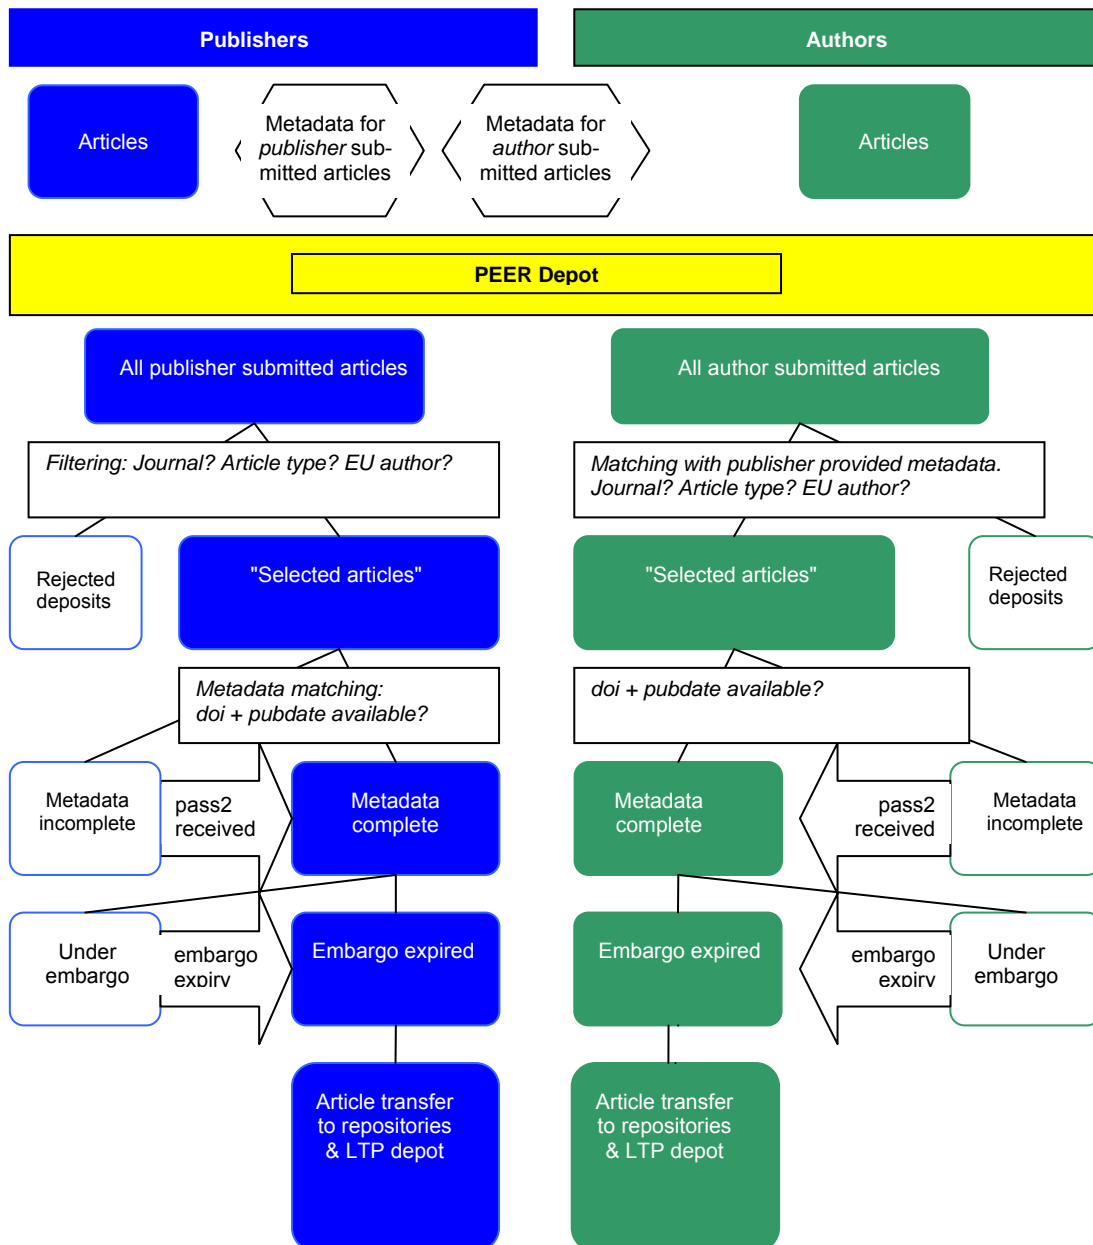 Publishers
Authors
Articles
Metadata for
publisher sub-
mitted articles
Metadata for
author sub-
mitted articles
Articles
PEER Depot
All publisher submitted articles
All author submitted articles
Filtering: Journal? Article type? EU author?
Matching with publisher provided metadata.
Journal? Article type? EU author?
Rejected
deposits
"Selected articles"
"Selected articles"
Rejected
deposits
Metadata matching:
doi + pubdate available?
doi + pubdate available?
Metadata
incomplete
pass2
received
Metadata
complete
Metadata
complete
pass2
received
Metadata
incomplete
Under
embargo
embargo
expiry
Embargo expired
Embargo expired
embargo
expiry
Under
embargo
Article transfer
to repositories
& LTP depot
Article transfer
to repositories
& LTP depot